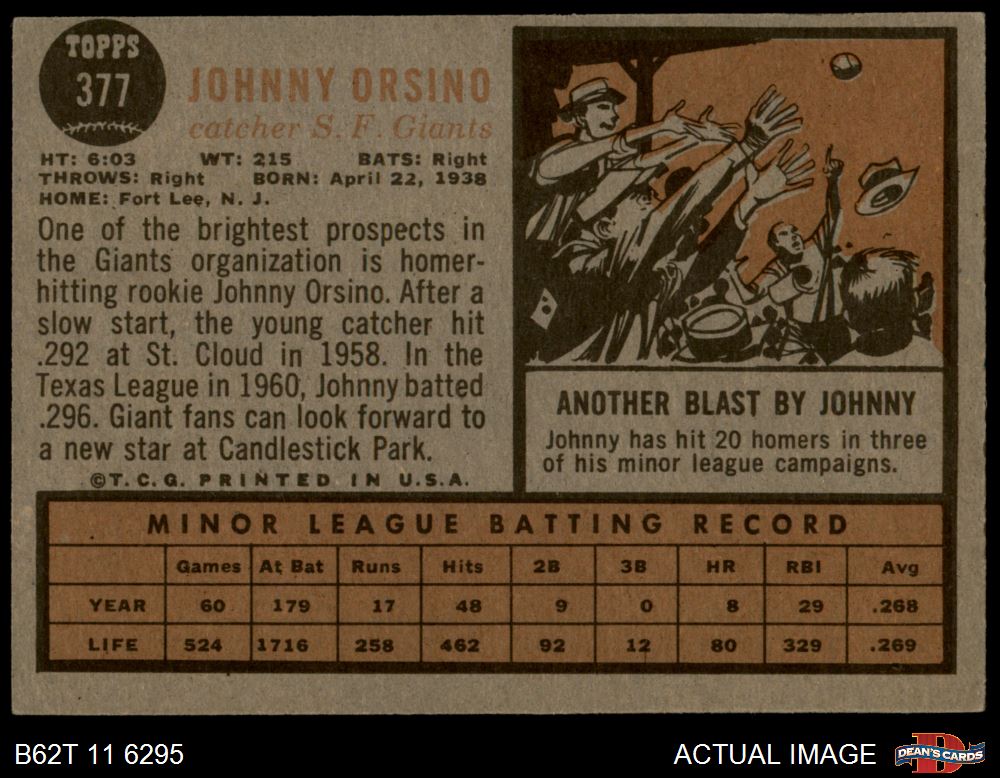 TOPPS
377
JOHNNY ORSINO
catcher S. F. Giants
HT: 6:03 WT: 215 BATS: Right
THROWS: Right BORN: April 22, 1938
HOME: Fort Lee, N. J.
One of the brightest prospects in
the Giants organization is homer-
hitting rookie Johnny Orsino. After a
slow start, the young catcher hit
.292 at St. Cloud in 1958. In the
Texas League in 1960, Johnny batted
.296. Giant fans can look forward to
a new star at Candlestick Park.
©T.C.G. PRINTED IN U.S.A.
ANOTHER BLAST BY JOHNNY
Johnny has hit 20 homers in three
of his minor league campaigns.
MINOR LEAGUE BATTING RECORD
Games At Bat Runs Hits 2B 3B HR RBI Avg
YEAR 60 179 17 48 9 0 8 29 .268
LIFE 524 1716 258 462 92 12 80 329 .269
B62T 11 6295
ACTUAL IMAGE
DEAN'S CARDS